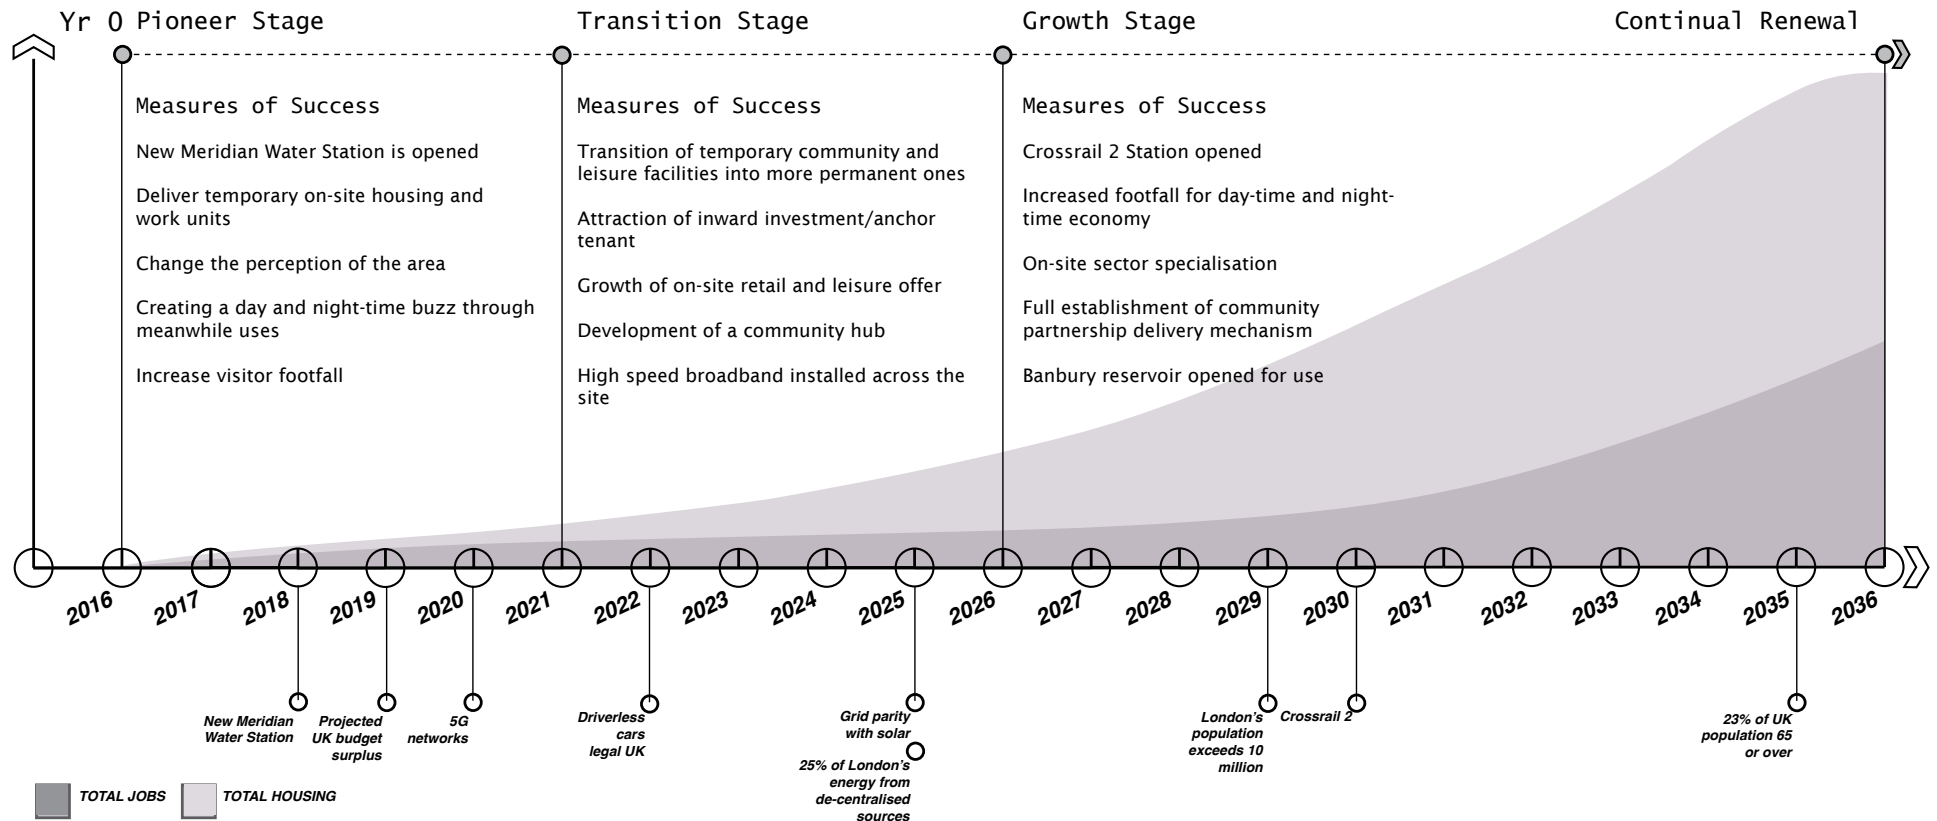 Yr 0 Pioneer Stage
Transition Stage
Growth Stage
Continual Renewal
Measures of Success
New Meridian Water Station is opened
Deliver temporary on-site housing and
work units
Change the perception of the area
Creating a day and night-time buzz through
meanwhile uses
Increase visitor footfall
Measures of Success
Transition of temporary community and
leisure facilities into more permanent ones
Attraction of inward investment/anchor
tenant
Growth of on-site retail and leisure offer
Development of a community hub
High speed broadband installed across the
site
Measures of Success
Crossrail 2 Station opened
Increased footfall for day-time and night-
time economy
On-site sector specialisation
Full establishment of community
partnership delivery mechanism
Banbury reservoir opened for use
2016
2017
2018
2019
2020
2021
2022
2023
2024
2025
2026
2027
2028
2029
2030
2031
2032
2033
2034
2035
2036
New Meridian
Water Station
Projected
UK budget
surplus
5G
networks
Driverless
cars
legal UK
Grid parity
with solar
25% of London's
energy from
de-centralised
sources
London's
population
exceeds 10
million
Crossrail 2
23% of UK
population 65
or over
TOTAL JOBS
TOTAL HOUSING